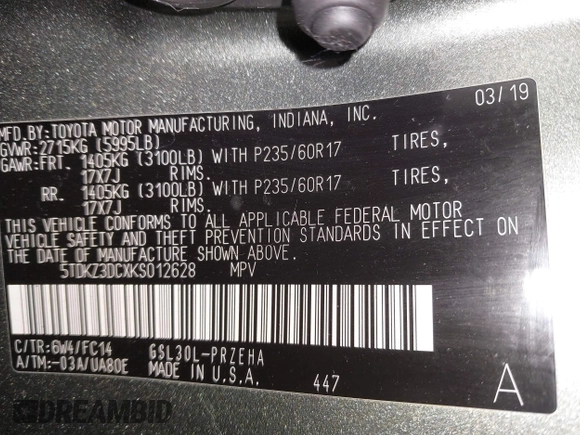 03/19
MFD.BY:TOYOTA MOTOR MANUFACTURING, INDIANA, INC.
GVWR:2715KG (5995LB)
GAWR:FRT. 1405KG (3100LB) WITH P235/60R17 TIRES,
17X7J RIMS.
RR. 1405KG (3100LB) WITH P235/60R17 TIRES,
17X7J RIMS.
THIS VEHICLE CONFORMS TO ALL APPLICABLE FEDERAL MOTOR
VEHICLE SAFETY AND THEFT PREVENTION STANDARDS IN EFFECT ON
THE DATE OF MANUFACTURE SHOWN ABOVE.
5TDKZ3DCXKS012628 MPV
C/TR:6W4/FC14 GSL30L-PRZEHA
A/TM:-03A/UA80E MADE IN U.S.A. 447 A
DREAMBID